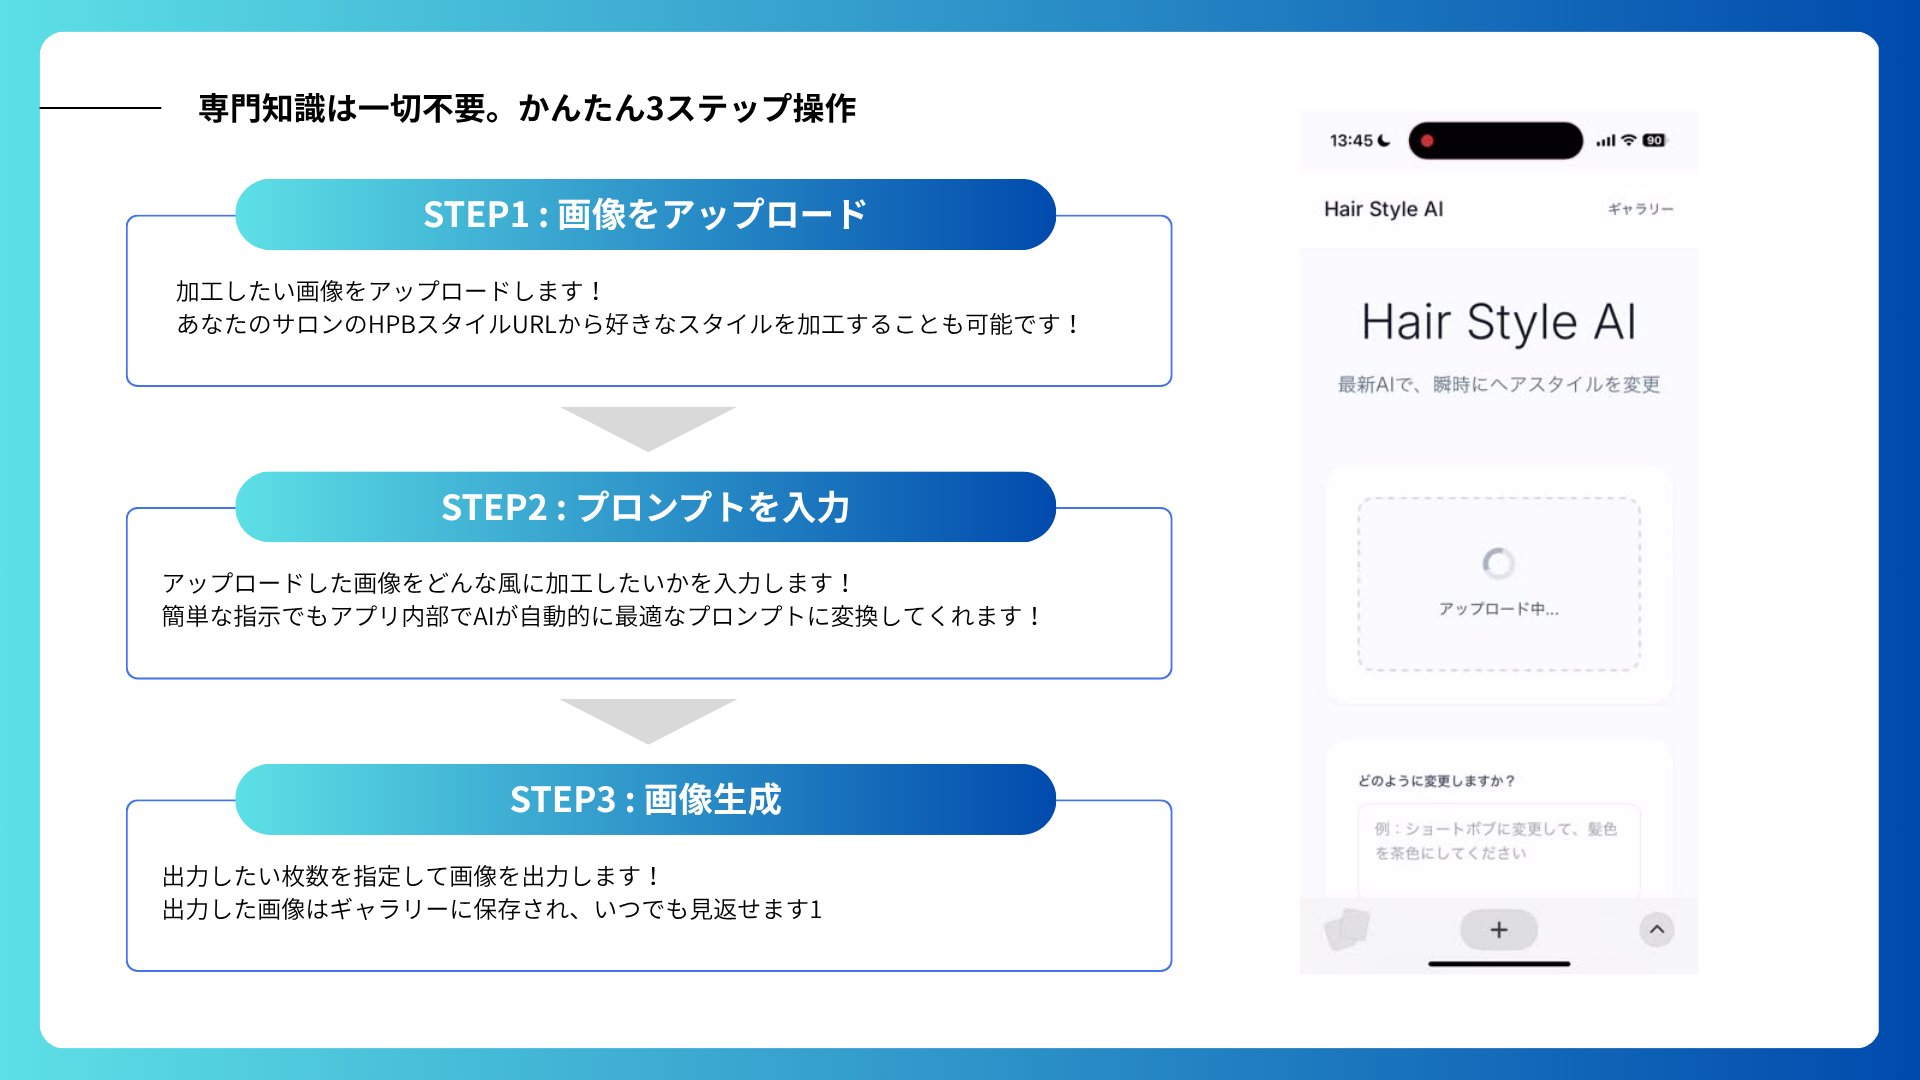 専門知識は一切不要。かんたん3ステップ操作
STEP1 : 画像をアップロード
加工したい画像をアップロードします！
あなたのサロンのHPBスタイルURLから好きなスタイルを加工することも可能です！
STEP2 : プロンプトを入力
アップロードした画像をどんな風に加工したいかを入力します！
簡単な指示でもアプリ内部でAIが自動的に最適なプロンプトに変換してくれます！
STEP3 : 画像生成
出力したい枚数を指定して画像を出力します！
出力した画像はギャラリーに保存され、いつでも見返せます1
13:45
90
Hair Style AI
ギャラリー
Hair Style AI
最新AIで、瞬時にヘアスタイルを変更
アップロード中...
どのように変更しますか？
例：ショートボブに変更して、髪色
を茶色にしてください